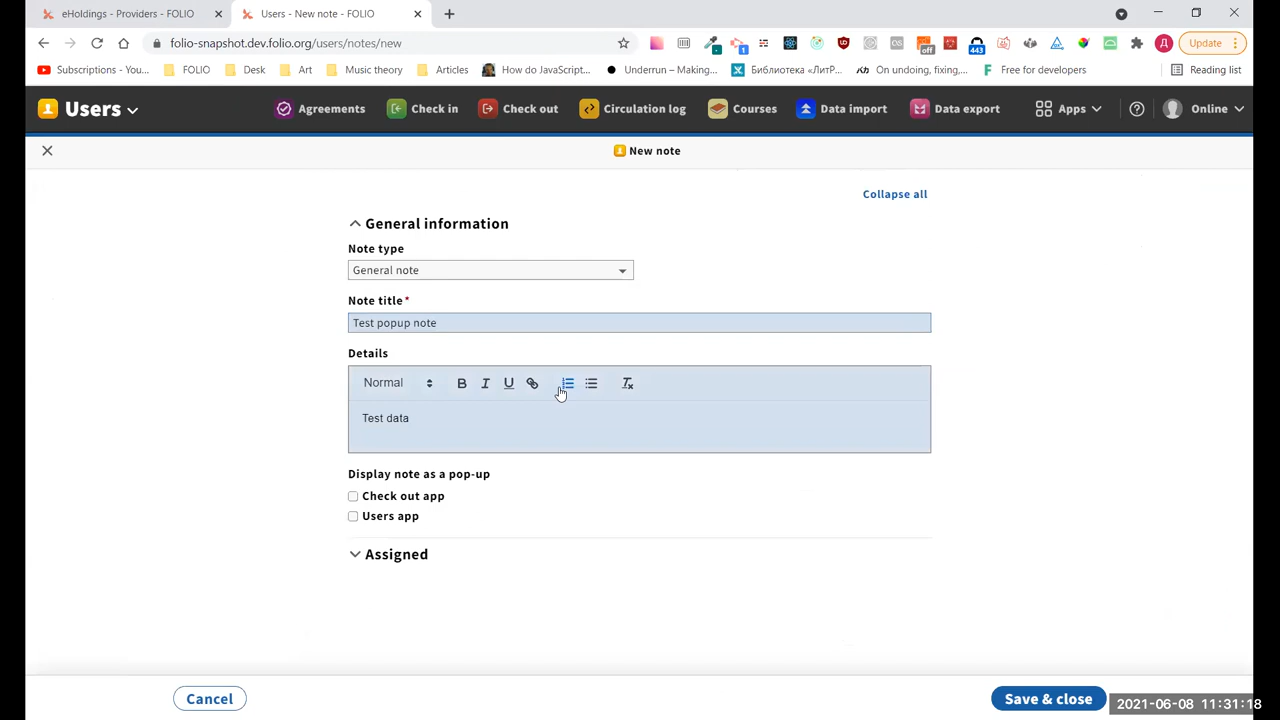 eHoldings - Providers - FOLIO
Users - New note - FOLIO
folio-snapshot.dev.folio.org/users/notes/new
off
1
443
Д
Update
Subscriptions - You...
FOLIO
Desk
Art
Music theory
Articles
How do JavaScript...
Underrun – Making...
Библиотека «ЛитР...
Kh On undoing, fixing,...
Free for developers
Reading list
Users
Agreements
Check in
Check out
Circulation log
Courses
Data import
Data export
Apps
Online
New note
Collapse all
General information
Note type
General note
Note title*
Test popup note
Details
Normal
B I U
Test data
Display note as a pop-up
Check out app
Users app
Assigned
Cancel
Save & close
2021-06-08 11:31:18